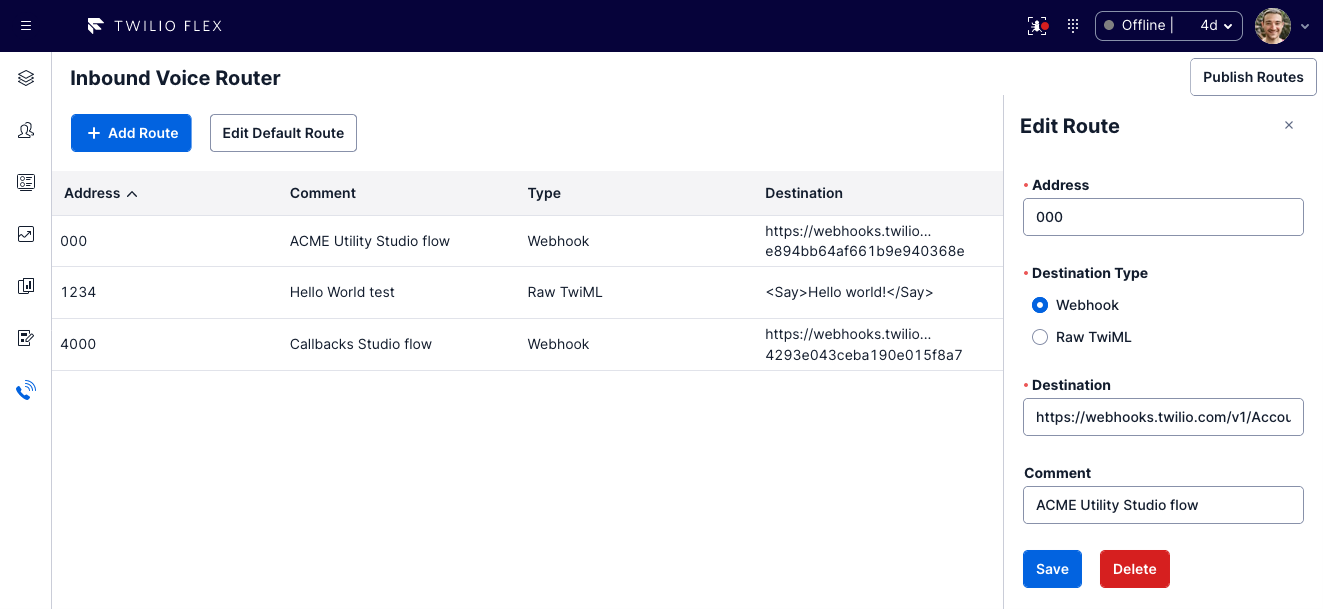 TWILIO FLEX
Offline | 4d
Inbound Voice Router
Publish Routes
Add Route
Edit Default Route
Address Comment Type Destination
000 ACME Utility Studio flow Webhook https://webhooks.twilio...
e894bb64af661b9e940368e
1234 Hello World test Raw TwiML <Say>Hello world!</Say>
4000 Callbacks Studio flow Webhook https://webhooks.twilio...
4293e043ceba190e015f8a7
Edit Route
Address
000
Destination Type
Webhook
Raw TwiML
Destination
https://webhooks.twilio.com/v1/Accou
Comment
ACME Utility Studio flow
Save
Delete